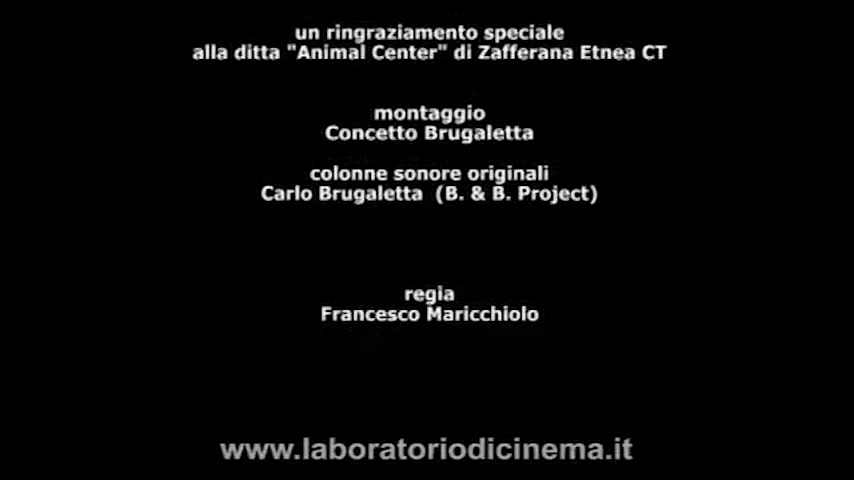 un ringraziamento speciale
alla ditta "Animal Center" di Zafferana Etnea CT
montaggio
Concetto Brugaletta
colonne sonore originali
Carlo Brugaletta (B. & B. Project)
regia
Francesco Maricchiolo
www.laboratoriodicinema.it